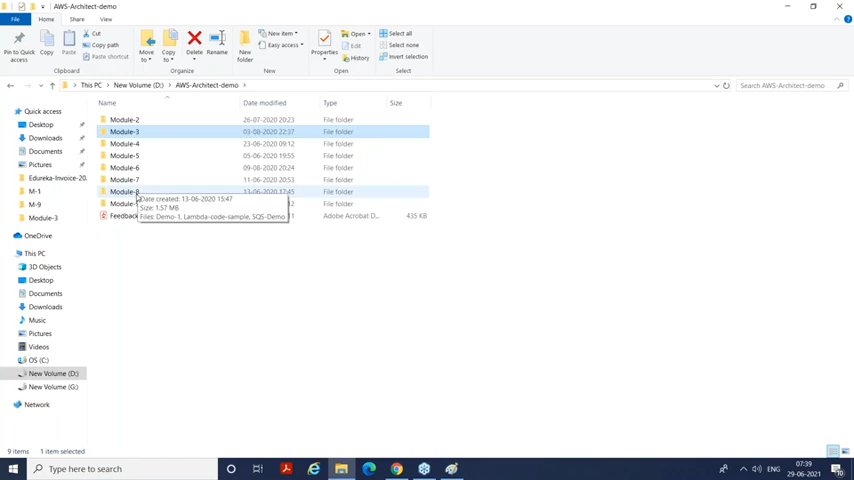 AWS-Architect-demo
File Home Share View
Pin to Quick access
Copy
Paste
Cut
Copy path
Paste shortcut
Clipboard
Move to
Copy to
Delete
Rename
Organize
New folder
New item
Easy access
New
Properties
Open
Edit
History
Open
Select all
Select none
Invert selection
Select
This PC > New Volume (D:) > AWS-Architect-demo >
Search AWS-Architect-demo
Name Date modified Type Size
Module-2 26-07-2020 20:23 File folder
Module-3 03-08-2020 22:37 File folder
Module-4 23-06-2020 09:12 File folder
Module-5 05-06-2020 19:55 File folder
Module-6 09-08-2020 20:24 File folder
Module-7 11-06-2020 20:53 File folder
Module-8 13-06-2020 17:45 File folder
Module- 12 File folder
Feedback 11 Adobe Acrobat D... 435 KB
Date created: 13-06-2020 15:47
Size: 1.57 MB
Files: Demo-1, Lambda-code-sample, SQS-Demo
Quick access
Desktop
Downloads
Documents
Pictures
Edureka-Invoice-20.
M-1
M-9
Module-3
OneDrive
This PC
3D Objects
Desktop
Documents
Downloads
Music
Pictures
Videos
OS (C:)
New Volume (D:)
New Volume (G:)
Network
9 items 1 item selected
Type here to search
ENG
07:39
29-06-2021
10